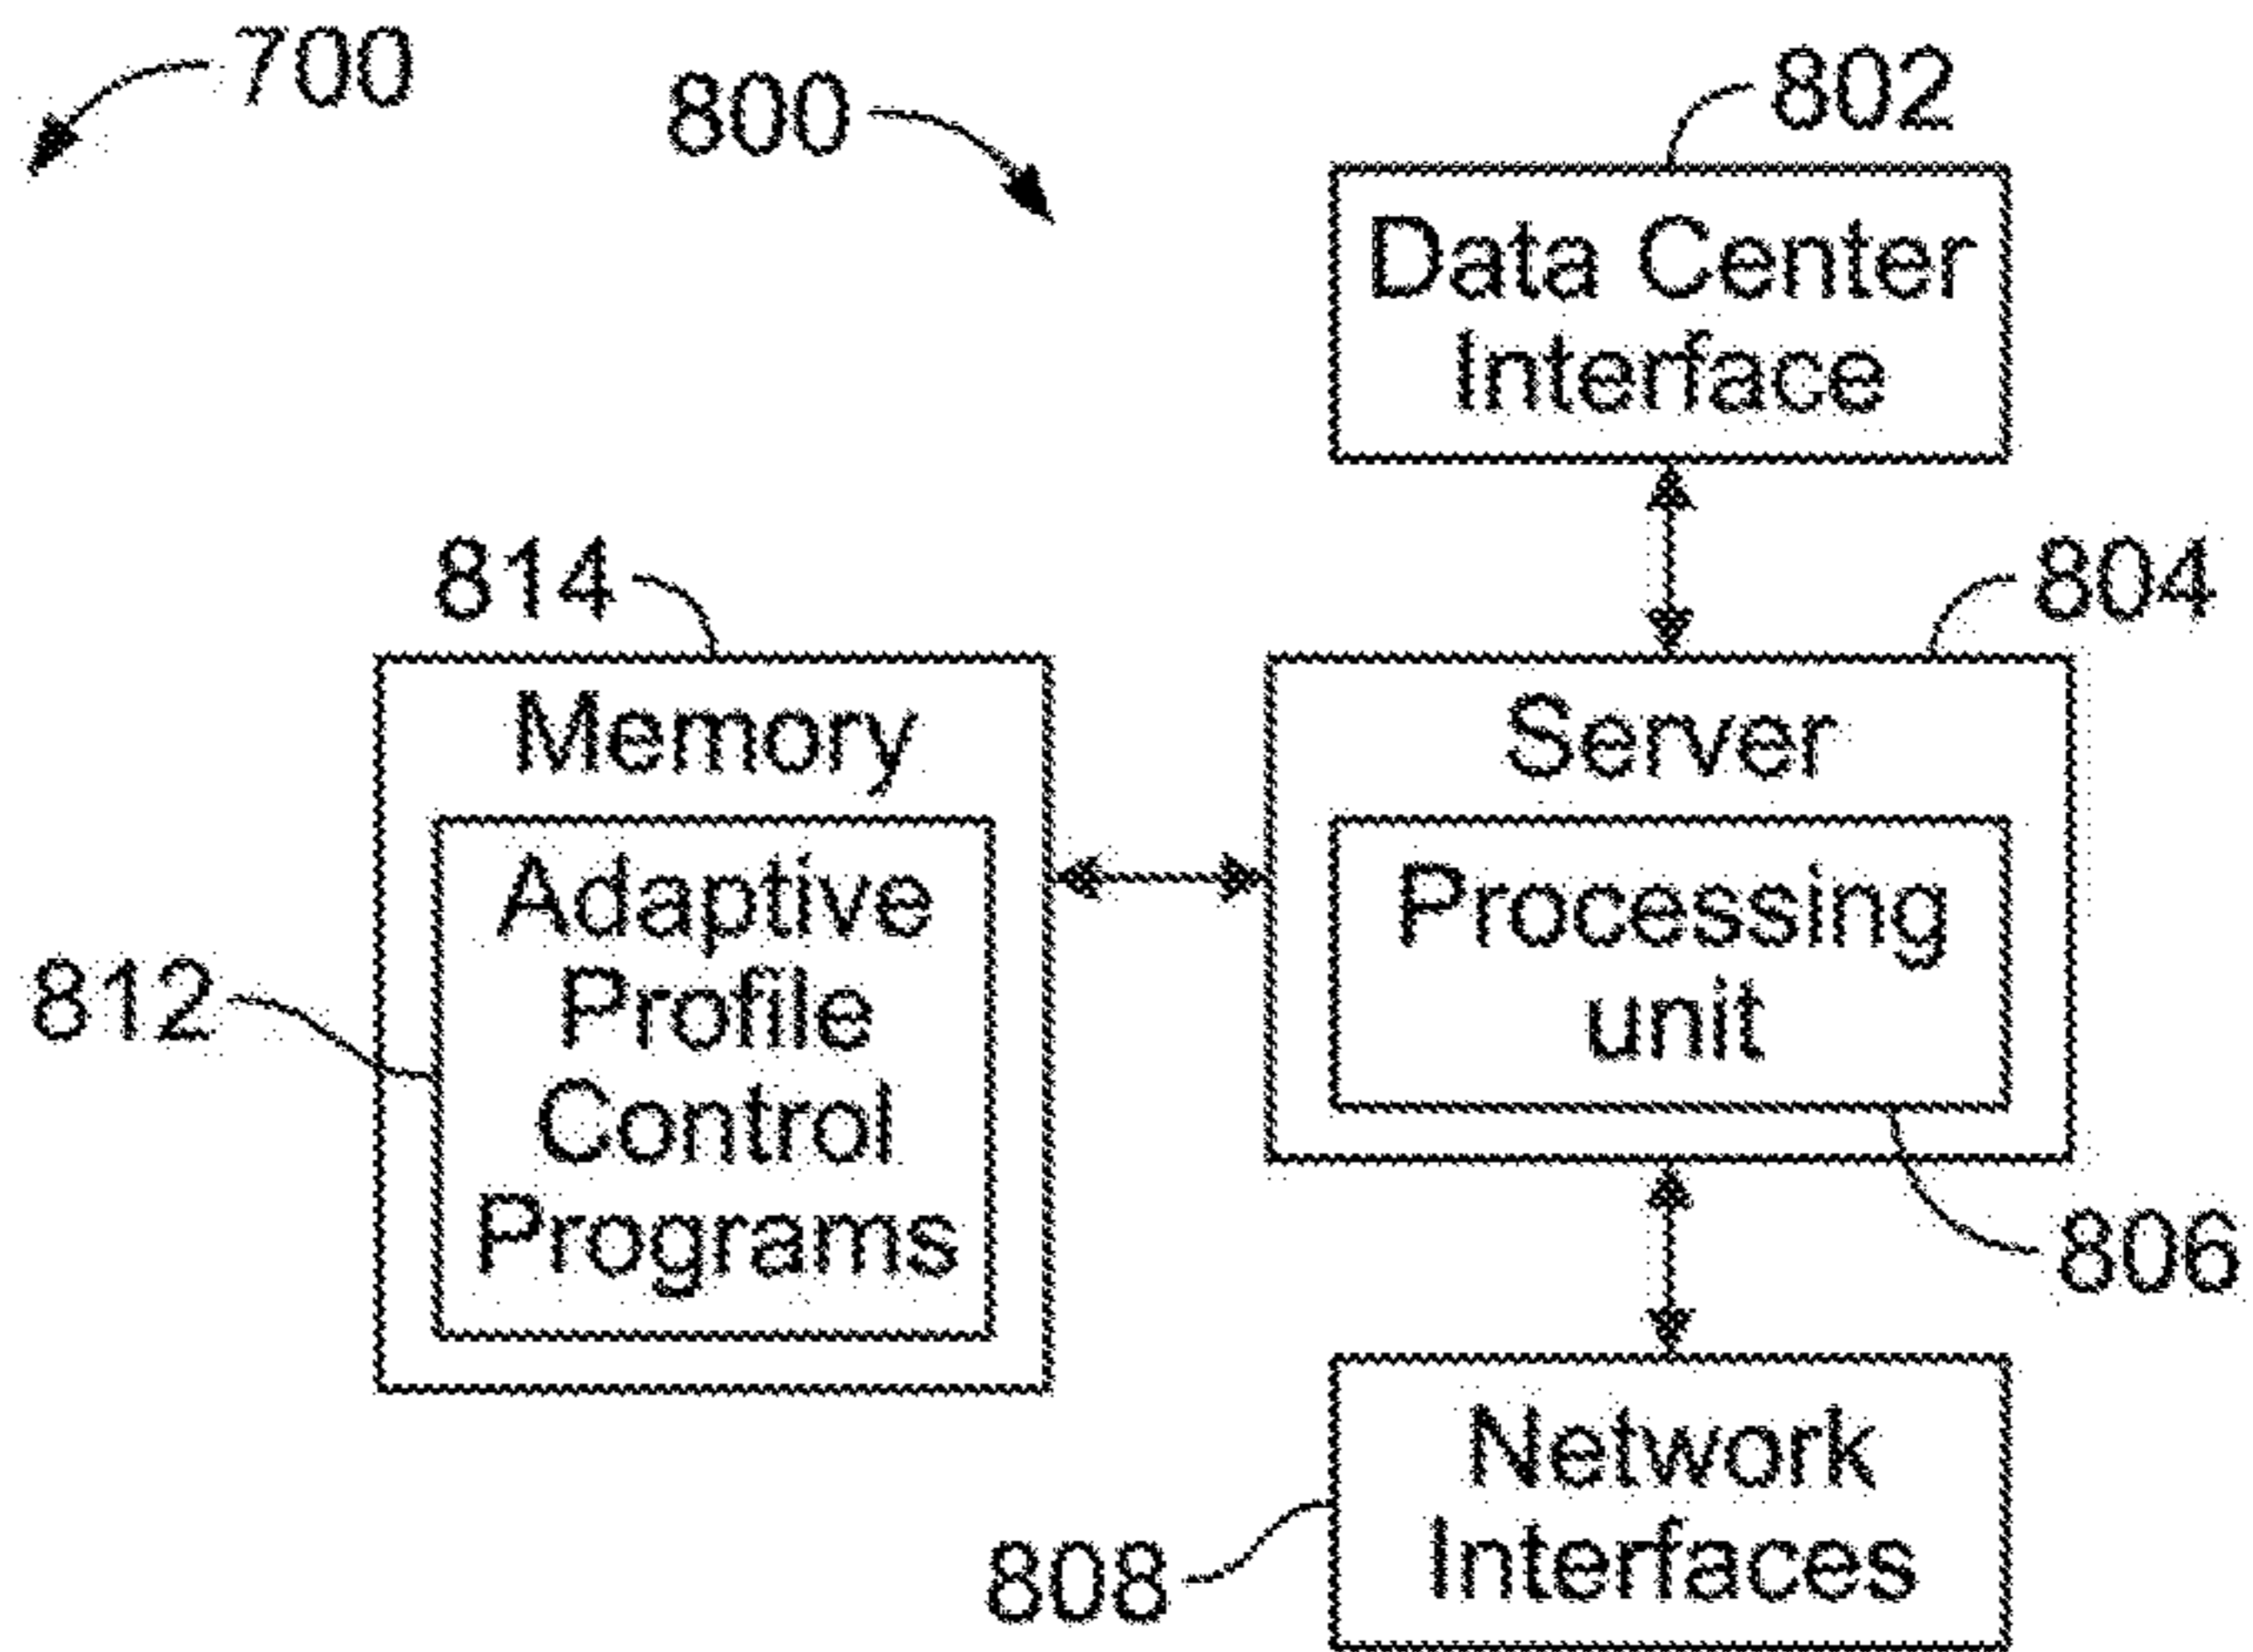 700
800
802
Data Center
Interface
814
804
Memory
Server
Adaptive
Profile
Control
Programs
812
Processing
unit
806
Network
Interfaces
808